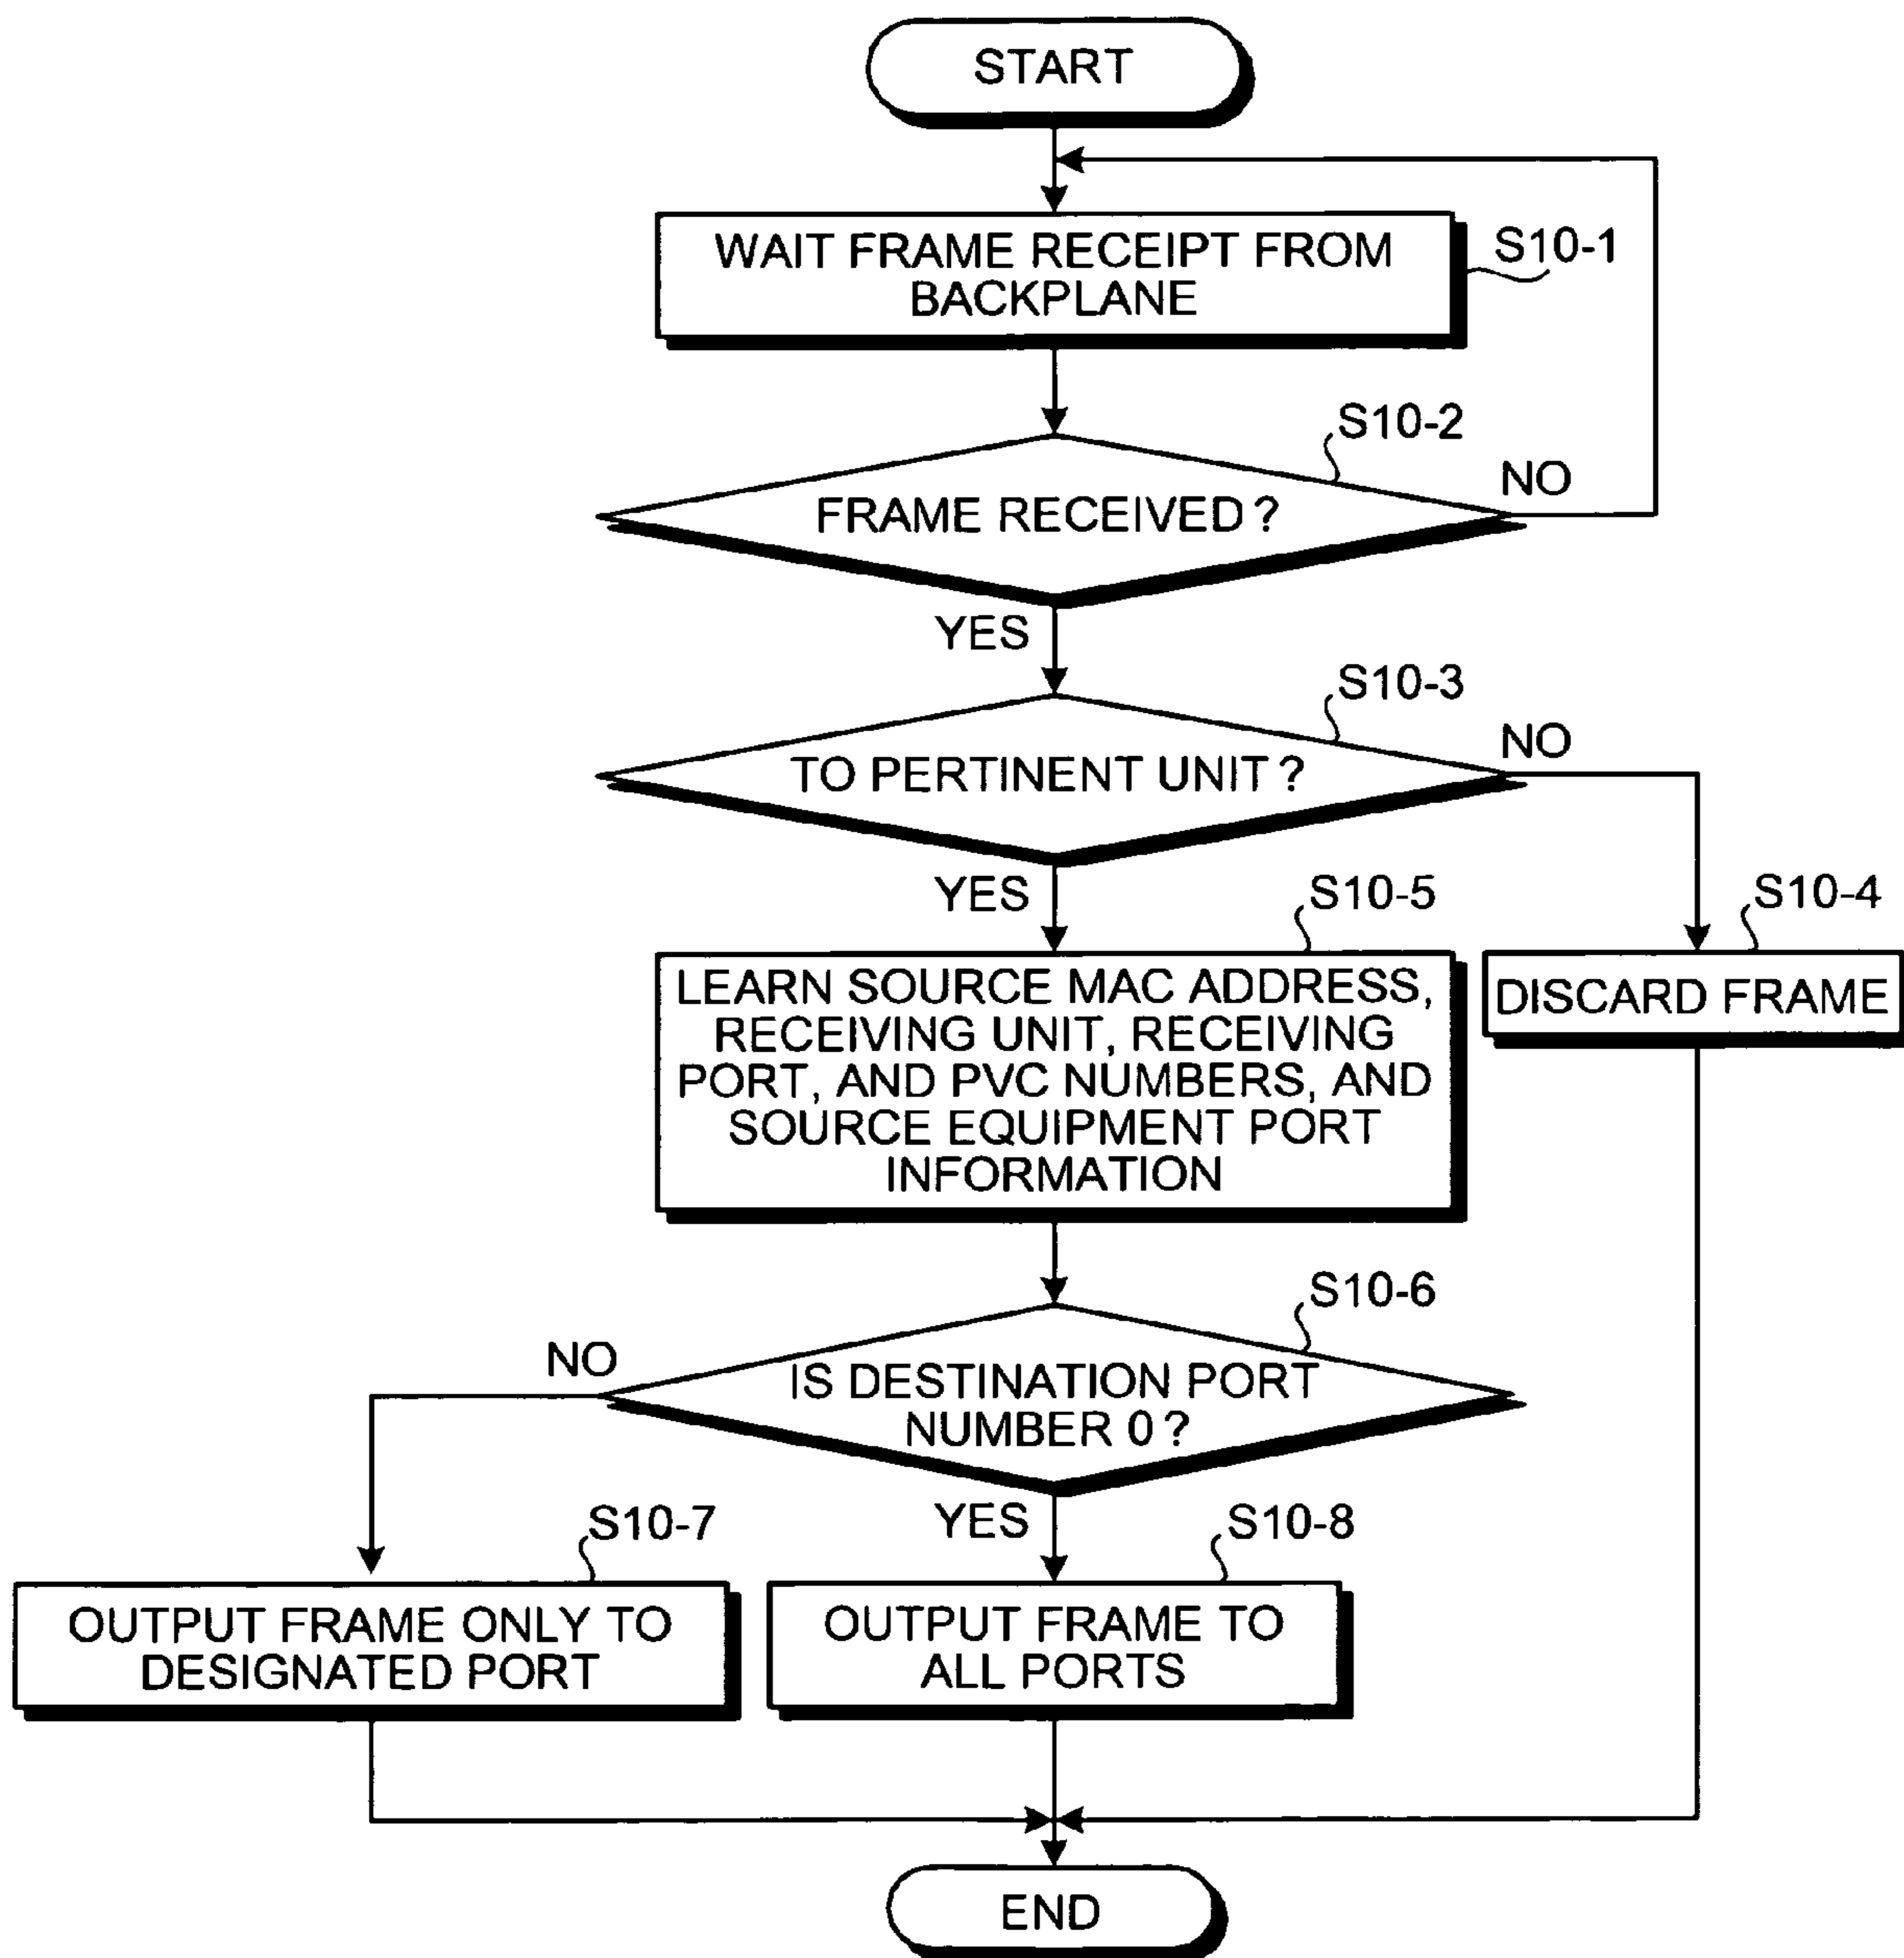 START
WAIT FRAME RECEIPT FROM
BACKPLANE
S10-1
S10-2
FRAME RECEIVED ?
NO
YES
S10-3
TO PERTINENT UNIT ?
NO
YES
S10-5
S10-4
LEARN SOURCE MAC ADDRESS,
RECEIVING UNIT, RECEIVING
PORT, AND PVC NUMBERS, AND
SOURCE EQUIPMENT PORT
INFORMATION
DISCARD FRAME
S10-6
NO
IS DESTINATION PORT
NUMBER 0 ?
YES
S10-7
S10-8
OUTPUT FRAME ONLY TO
DESIGNATED PORT
OUTPUT FRAME TO
ALL PORTS
END